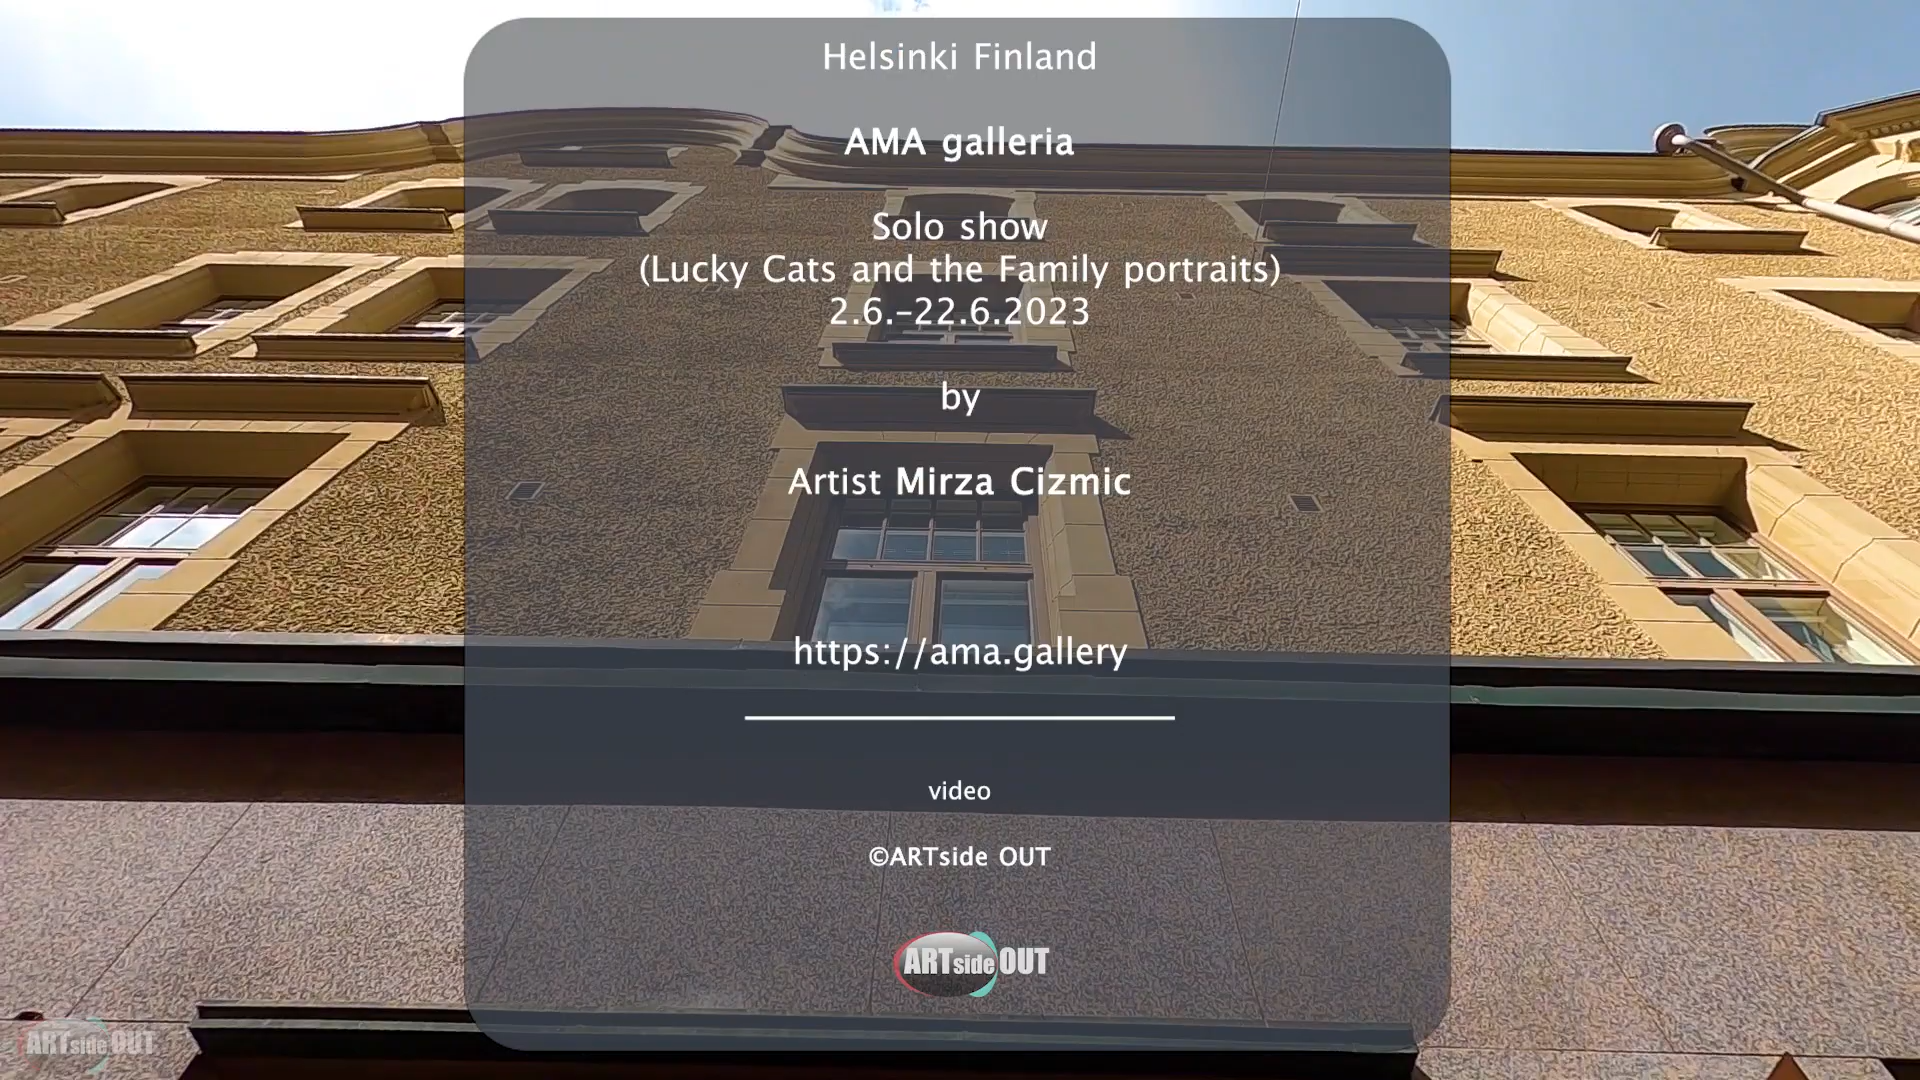 Helsinki Finland
AMA galleria
Solo show
(Lucky Cats and the Family portraits)
2.6.-22.6.2023
by
Artist Mirza Cizmic
https://ama.gallery
video
©ARTside OUT
ARTside OUT
ARTside OUT